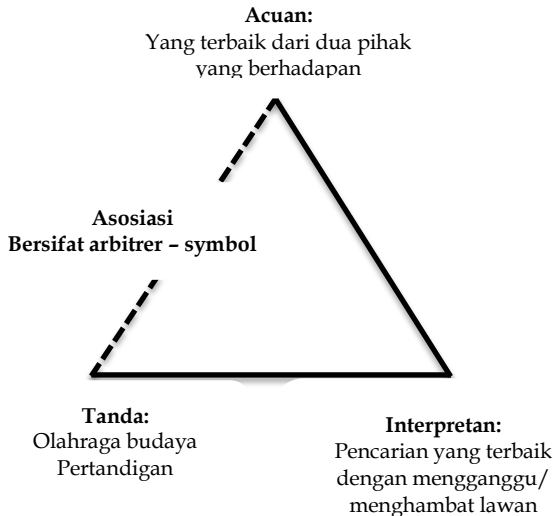 Acuan:
Yang terbaik dari dua pihak
yang berhadapan
Asosiasi
Bersifat arbitrer – symbol
Tanda:
Olahraga budaya
Pertandigan
Interpretan:
Pencarian yang terbaik
dengan mengganggu/
menghambat lawan